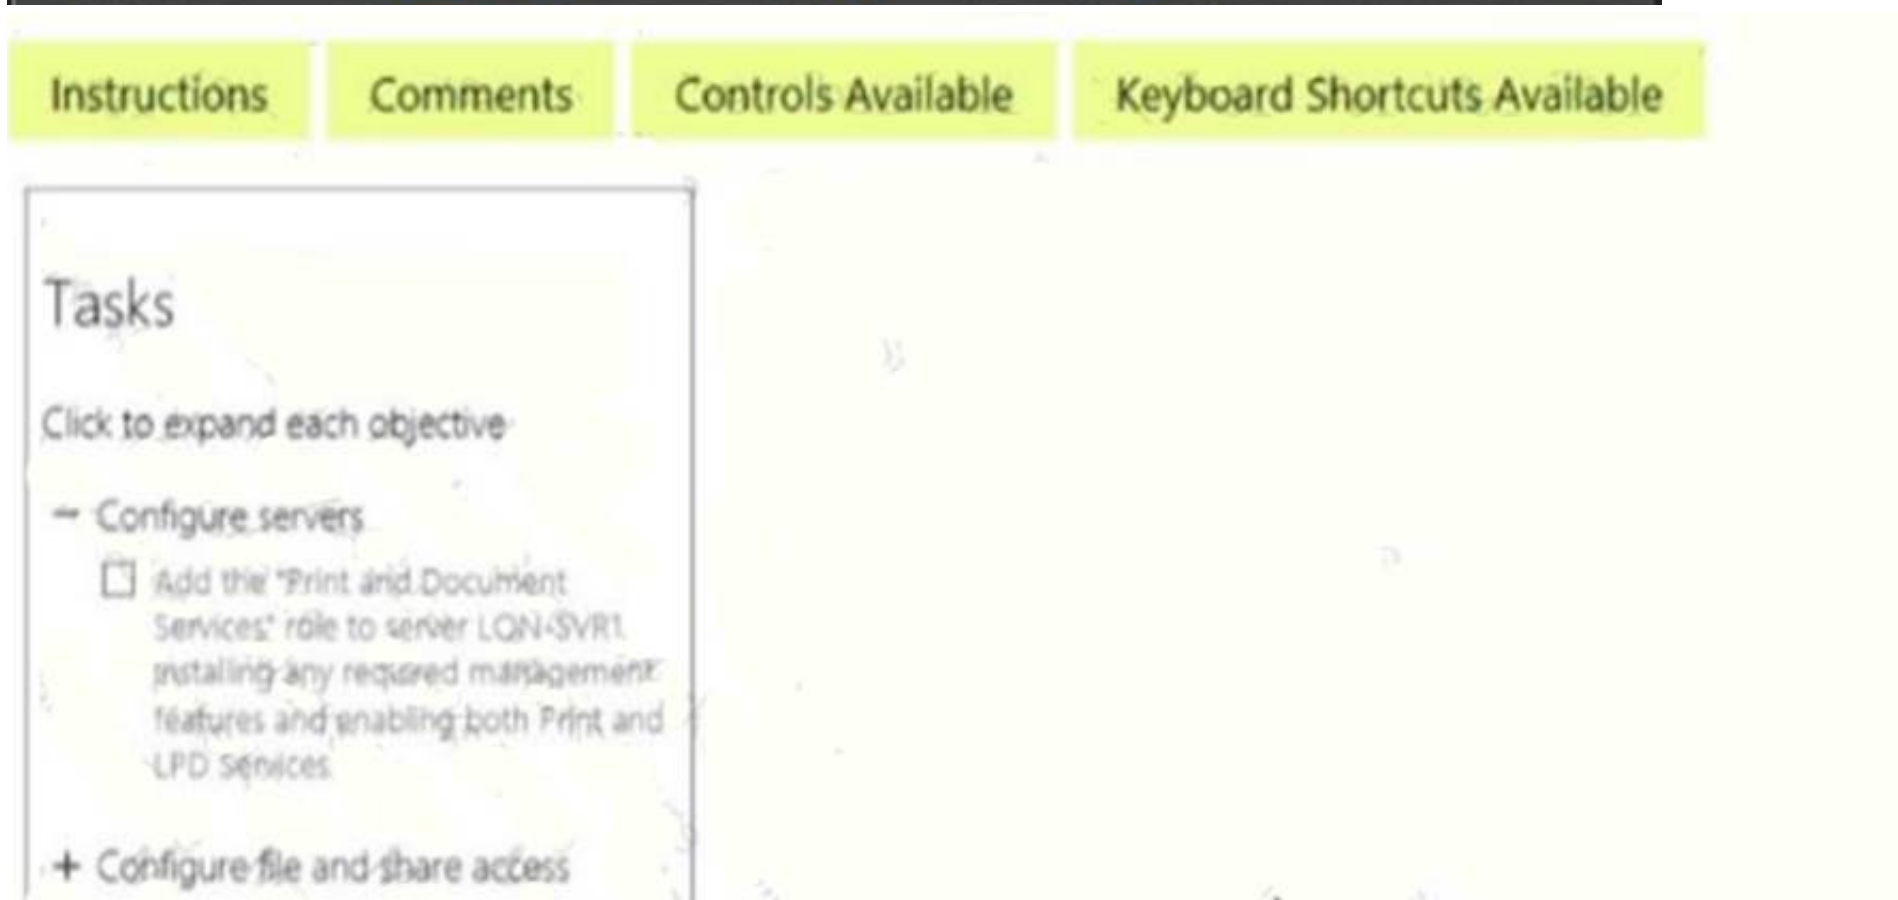 Instructions
Comments
Controls Available
Keyboard Shortcuts Available
Tasks
Click to expand each objective
− Configure servers
Add the "Print and Document
Services" role to server LON-SVR1
installing any required management
features and enabling both Print and
LPD Services
+ Configure file and share access